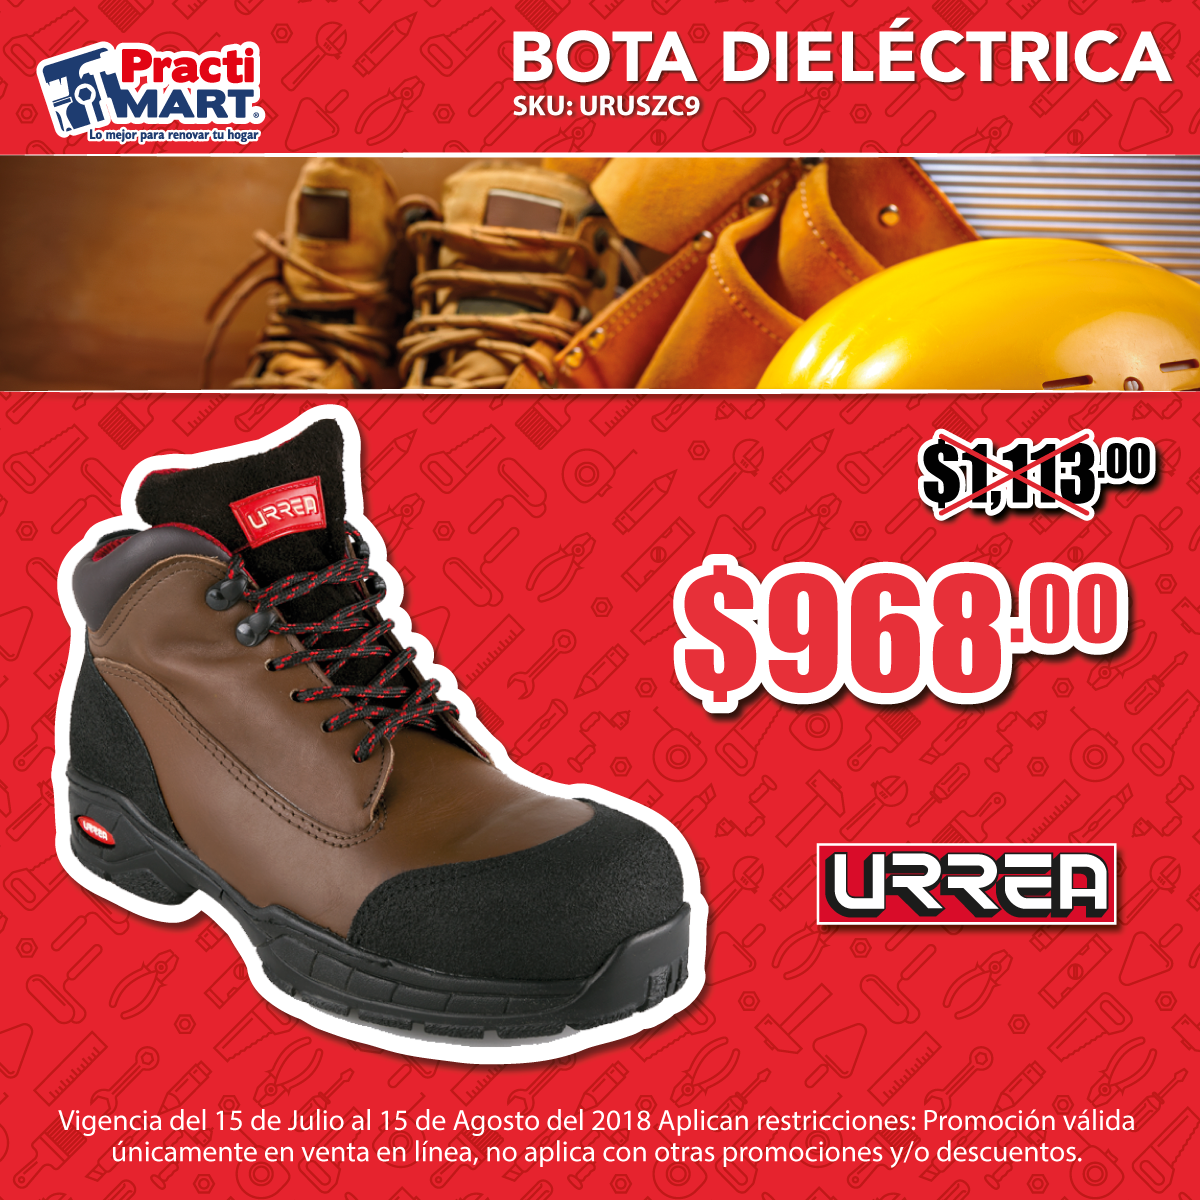 Practi
MART®
Lo mejor para renovar tu hogar
BOTA DIELÉCTRICA
SKU: URUSZC9
URREA
$1,113.00
$968.00
URREA
URREA
Vigencia del 15 de Julio al 15 de Agosto del 2018 Aplican restricciones: Promoción válida
únicamente en venta en línea, no aplica con otras promociones y/o descuentos.